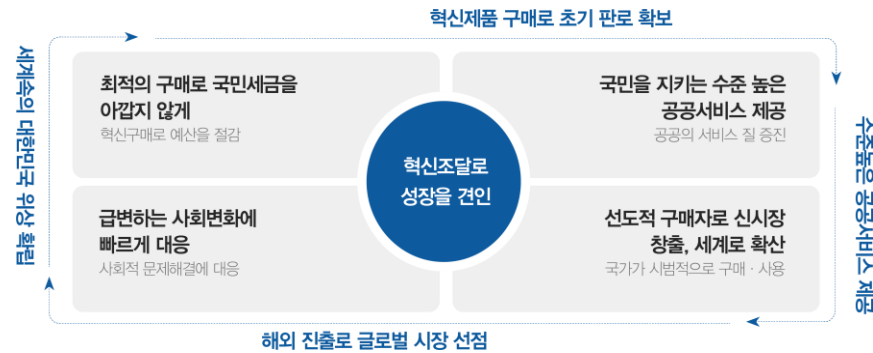 혁신제품 구매로 초기 판로 확보
세계속의 대한민국 위상 확립
최적의 구매로 국민세금을
아깝지 않게
혁신구매로 예산을 절감
국민을 지키는 수준 높은
공공서비스 제공
공공의 서비스 질 증진
혁신조달로
성장을 견인
급변하는 사회변화에
빠르게 대응
사회적 문제해결에 대응
선도적 구매자로 신시장
창출, 세계로 확산
국가가 시범적으로 구매 · 사용
수준높은 공공서비스 제공
해외 진출로 글로벌 시장 선점